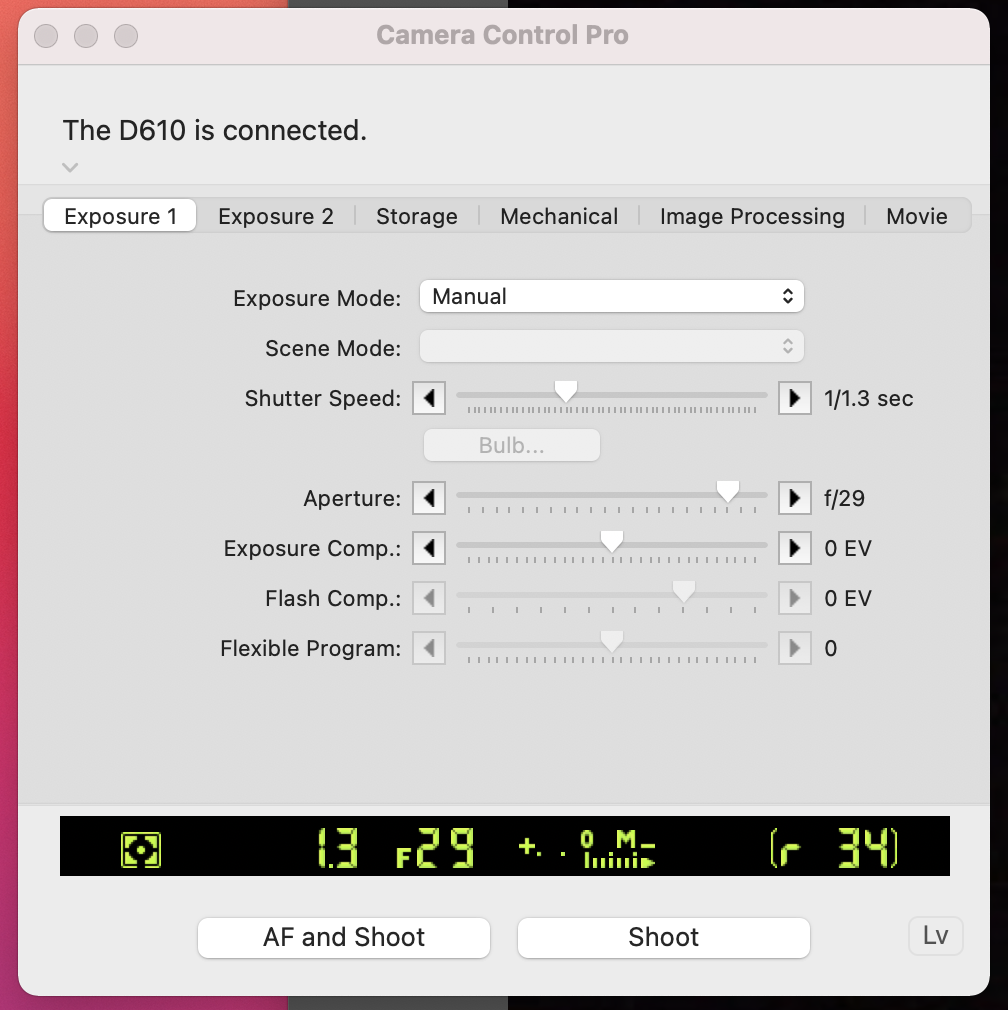 Camera Control Pro
The D610 is connected.
Exposure 1 Exposure 2 Storage Mechanical Image Processing Movie
Exposure Mode: Manual
Scene Mode:
Shutter Speed: 1/1.3 sec
Bulb...
Aperture: f/29
Exposure Comp.: 0 EV
Flash Comp.: 0 EV
Flexible Program: 0
1.3 F29 +. . 0 .M- (r 34)
AF and Shoot Shoot Lv